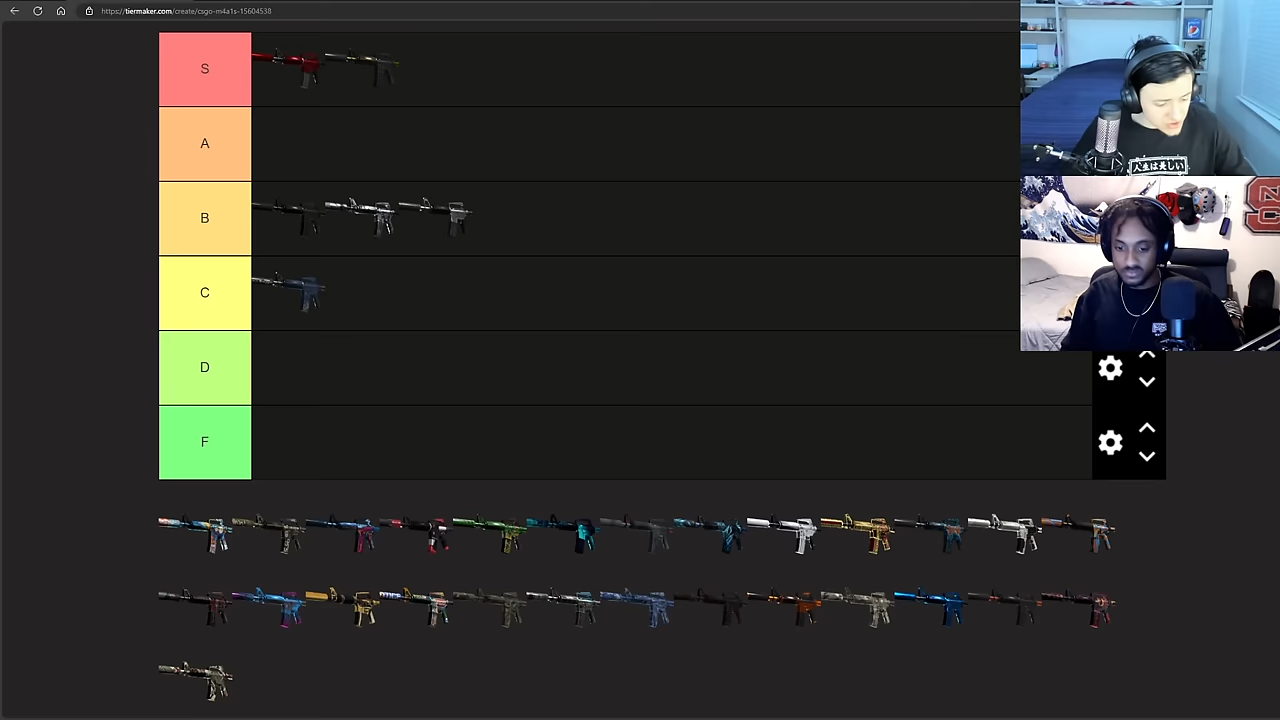 https://tiermaker.com/create/csgo-m4a1s-15604538
S
A
B
C
D
F
人生は美しい